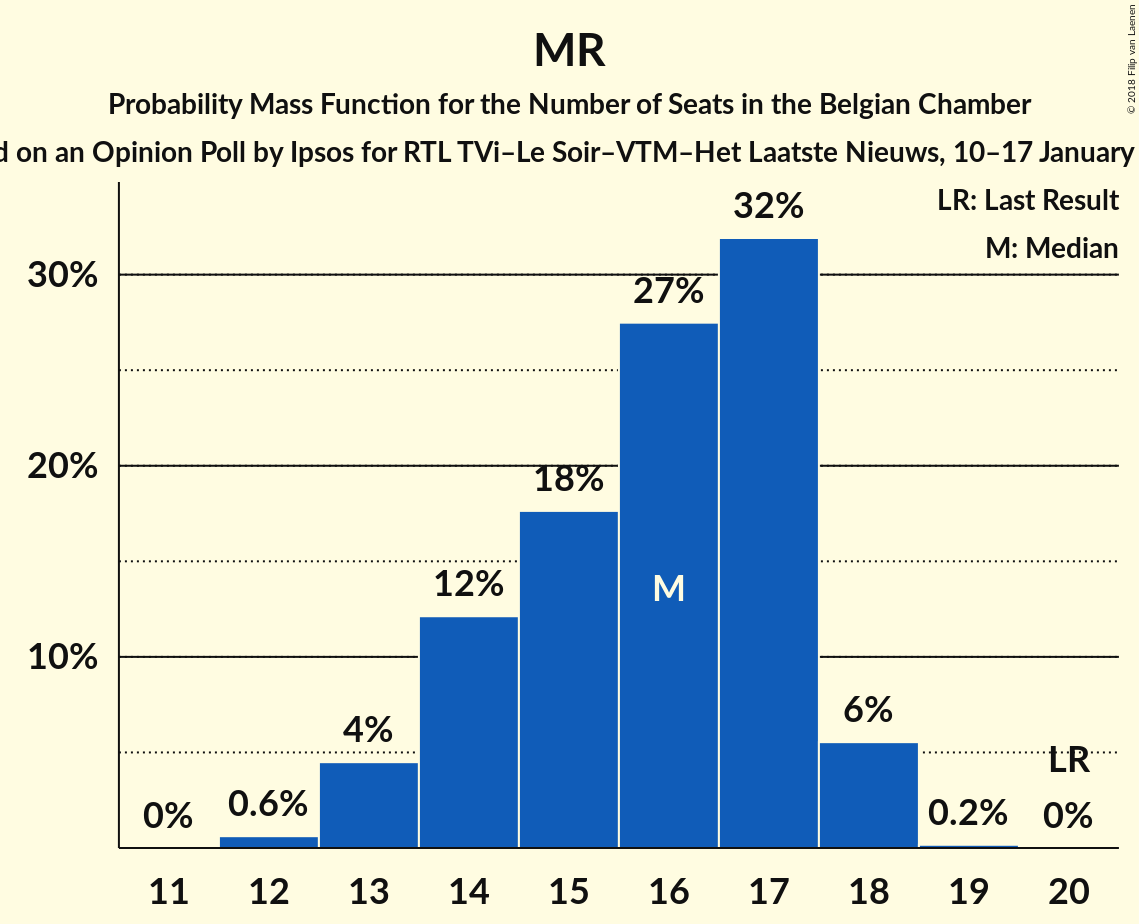 MR
Probability Mass Function for the Number of Seats in the Belgian Chamber
on an Opinion Poll by Ipsos for RTL TVi–Le Soir–VTM–Het Laatste Nieuws, 10–17 January
© 2018 Filip van Laenen
LR: Last Result
M: Median
30%
20%
10%
0%
0.6%
4%
12%
18%
27%
32%
6%
0.2%
0%
LR
M
11 12 13 14 15 16 17 18 19 20